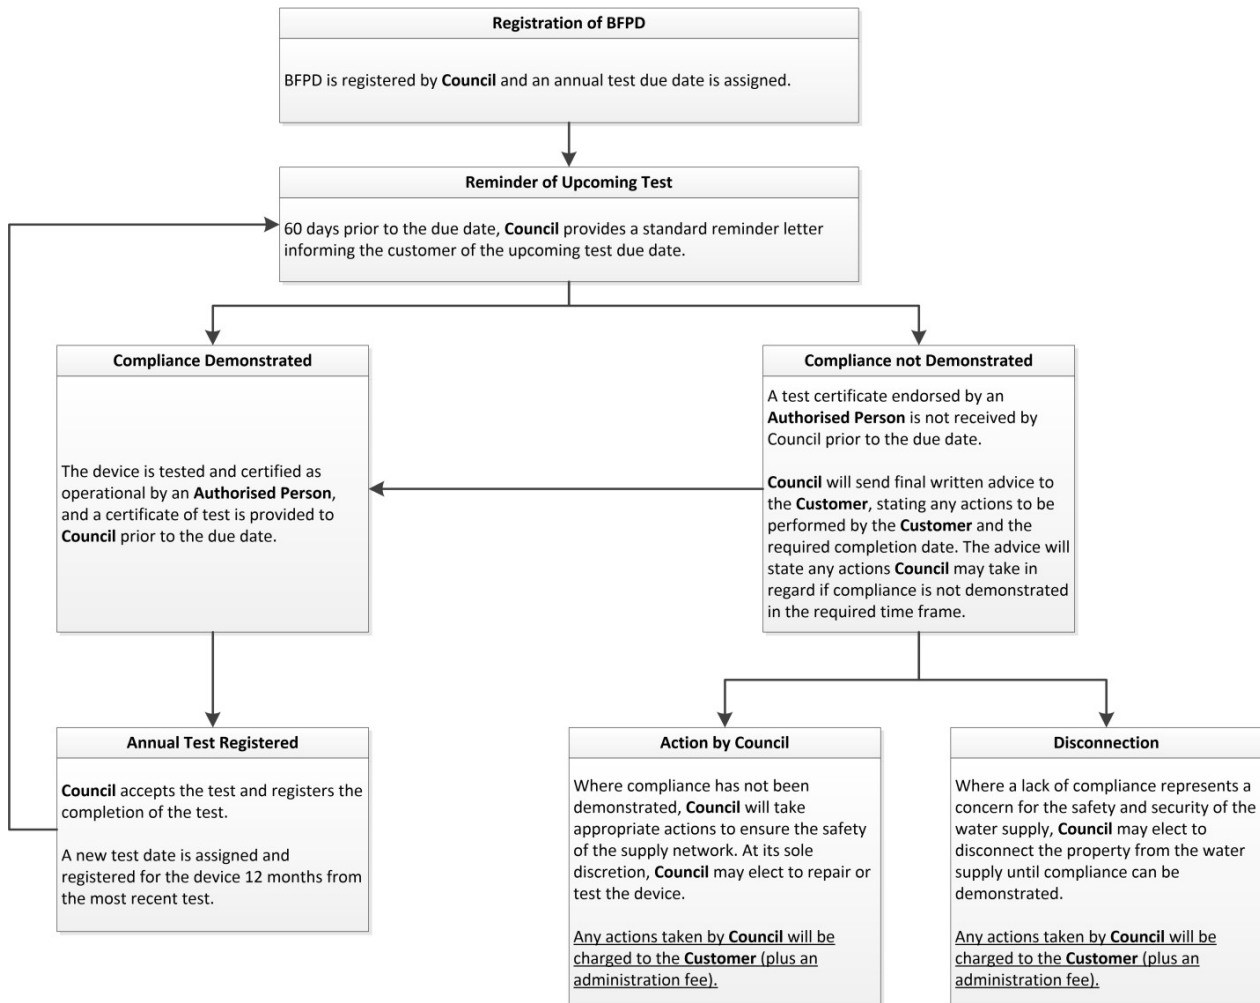 Registration of BFPD
BFPD is registered by Council and an annual test due date is assigned.
Reminder of Upcoming Test
60 days prior to the due date, Council provides a standard reminder letter
informing the customer of the upcoming test due date.
Compliance Demonstrated
The device is tested and certified as
operational by an Authorised Person,
and a certificate of test is provided to
Council prior to the due date.
Compliance not Demonstrated
A test certificate endorsed by an
Authorised Person is not received by
Council prior to the due date.
Council will send final written advice to
the Customer, stating any actions to be
performed by the Customer and the
required completion date. The advice will
state any actions Council may take in
regard if compliance is not demonstrated
in the required time frame.
Annual Test Registered
Council accepts the test and registers the
completion of the test.
A new test date is assigned and
registered for the device 12 months from
the most recent test.
Action by Council
Where compliance has not been
demonstrated, Council will take
appropriate actions to ensure the safety
of the supply network. At its sole
discretion, Council may elect to repair or
test the device.
Any actions taken by Council will be
charged to the Customer (plus an
administration fee).
Disconnection
Where a lack of compliance represents a
concern for the safety and security of the
water supply, Council may elect to
disconnect the property from the water
supply until compliance can be
demonstrated.
Any actions taken by Council will be
charged to the Customer (plus an
administration fee).